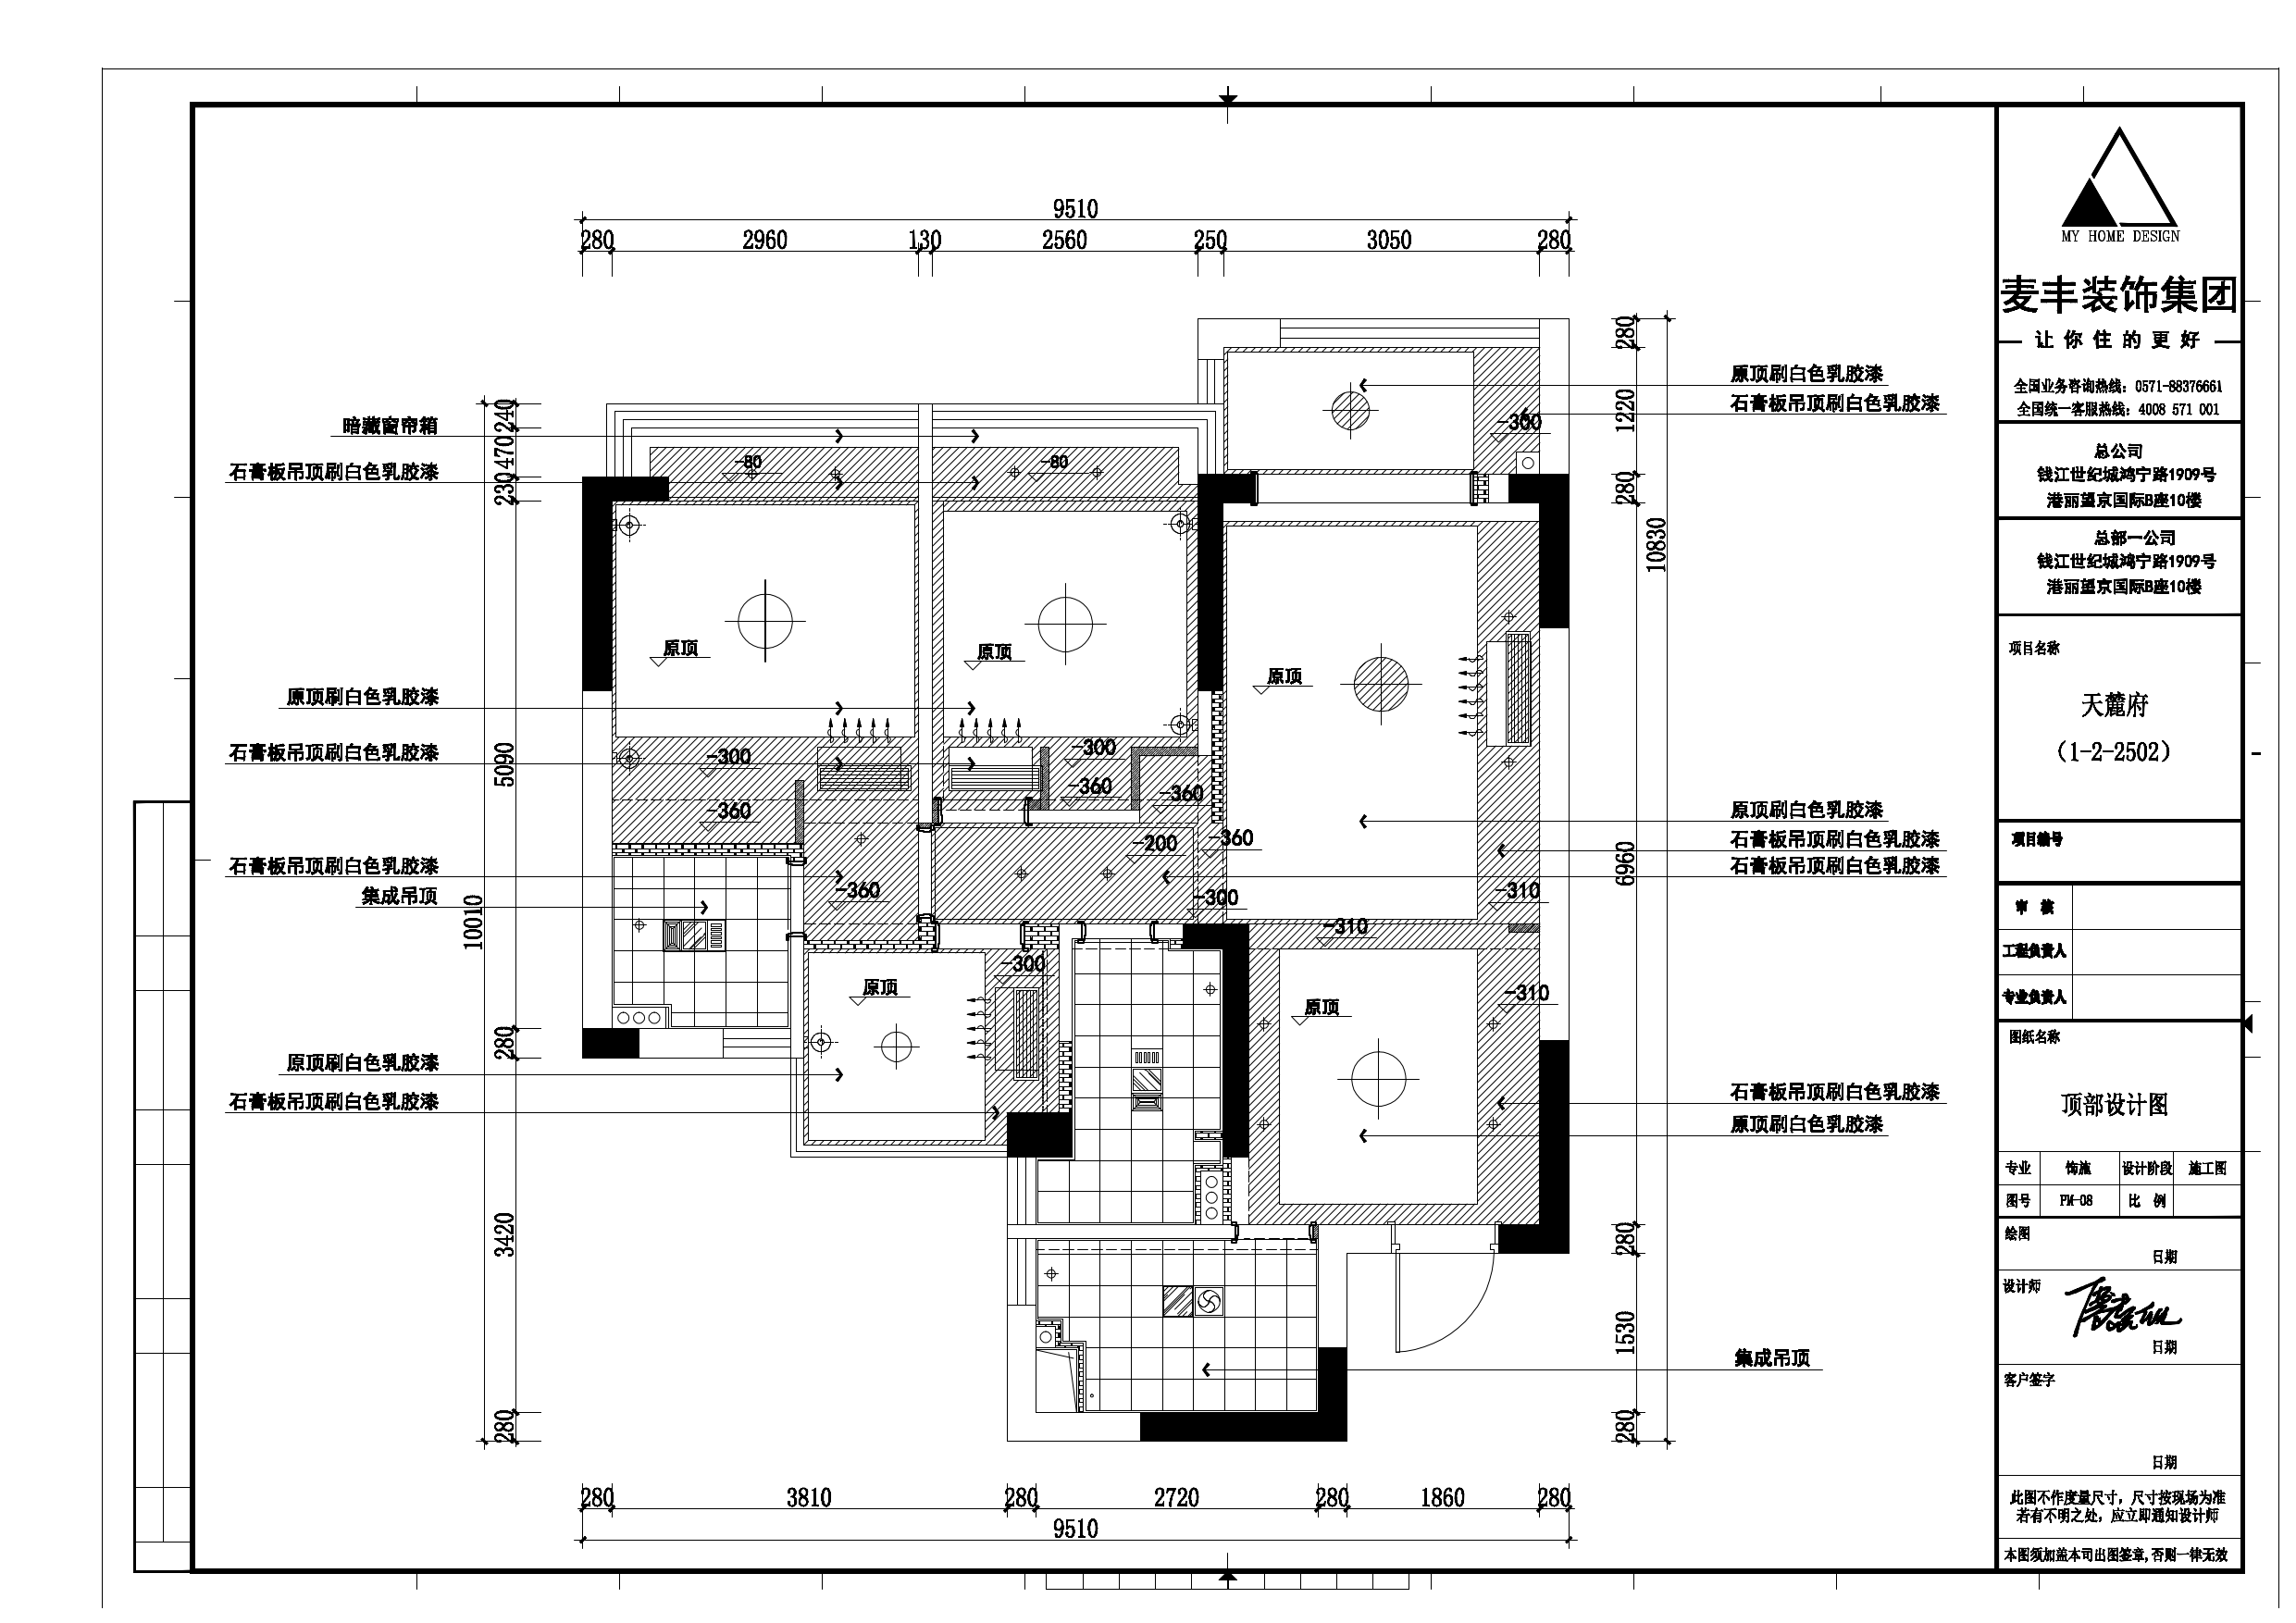 9510
280 2960 130 2560 250 3050 280
280
1220
280
10830
6960
280
1530
280
240
470
230
5090
10010
280
3420
280
暗藏窗帘箱
石膏板吊顶刷白色乳胶漆
原顶刷白色乳胶漆
石膏板吊顶刷白色乳胶漆
石膏板吊顶刷白色乳胶漆
集成吊顶
原顶刷白色乳胶漆
石膏板吊顶刷白色乳胶漆
-80
-80
-300
原顶
原顶
原顶
-300
-300
-360
-360
-360
-200
-360
-360
-300
-310
-310
-300
原顶
-310
原顶
原顶刷白色乳胶漆
石膏板吊顶刷白色乳胶漆
原顶刷白色乳胶漆
石膏板吊顶刷白色乳胶漆
石膏板吊顶刷白色乳胶漆
石膏板吊顶刷白色乳胶漆
原顶刷白色乳胶漆
集成吊顶
280 3810 280 2720 280 1860 280
9510
MY HOME DESIGN
麦丰装饰集团
让你住的更好
全国业务咨询热线：0571-88376661
全国统一客服热线：4008 571 001
总公司
钱江世纪城鸿宁路1909号
港丽望京国际B座10楼
总部一公司
钱江世纪城鸿宁路1909号
港丽望京国际B座10楼
项目名称
天麓府
（1-2-2502）
项目编号
审 核
工程负责人
专业负责人
图纸名称
顶部设计图
专业 饰施 设计阶段 施工图
图号 PM-08 比 例
绘图
日期
设计师
日期
客户签字
日期
此图不作度量尺寸，尺寸按现场为准
若有不明之处，应立即通知设计师
本图须加盖本司出图签章，否则一律无效